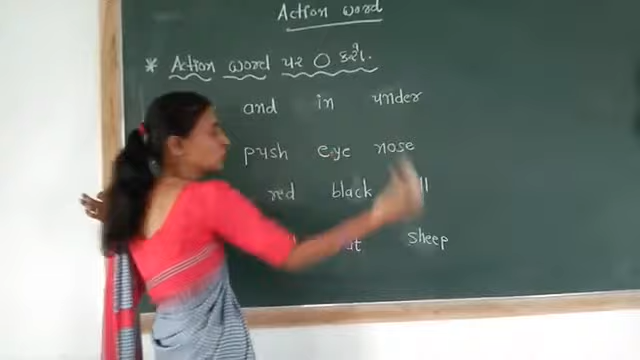 Action word
* Action word પર O કરો.
and in under
push eye nose
red black
sheep